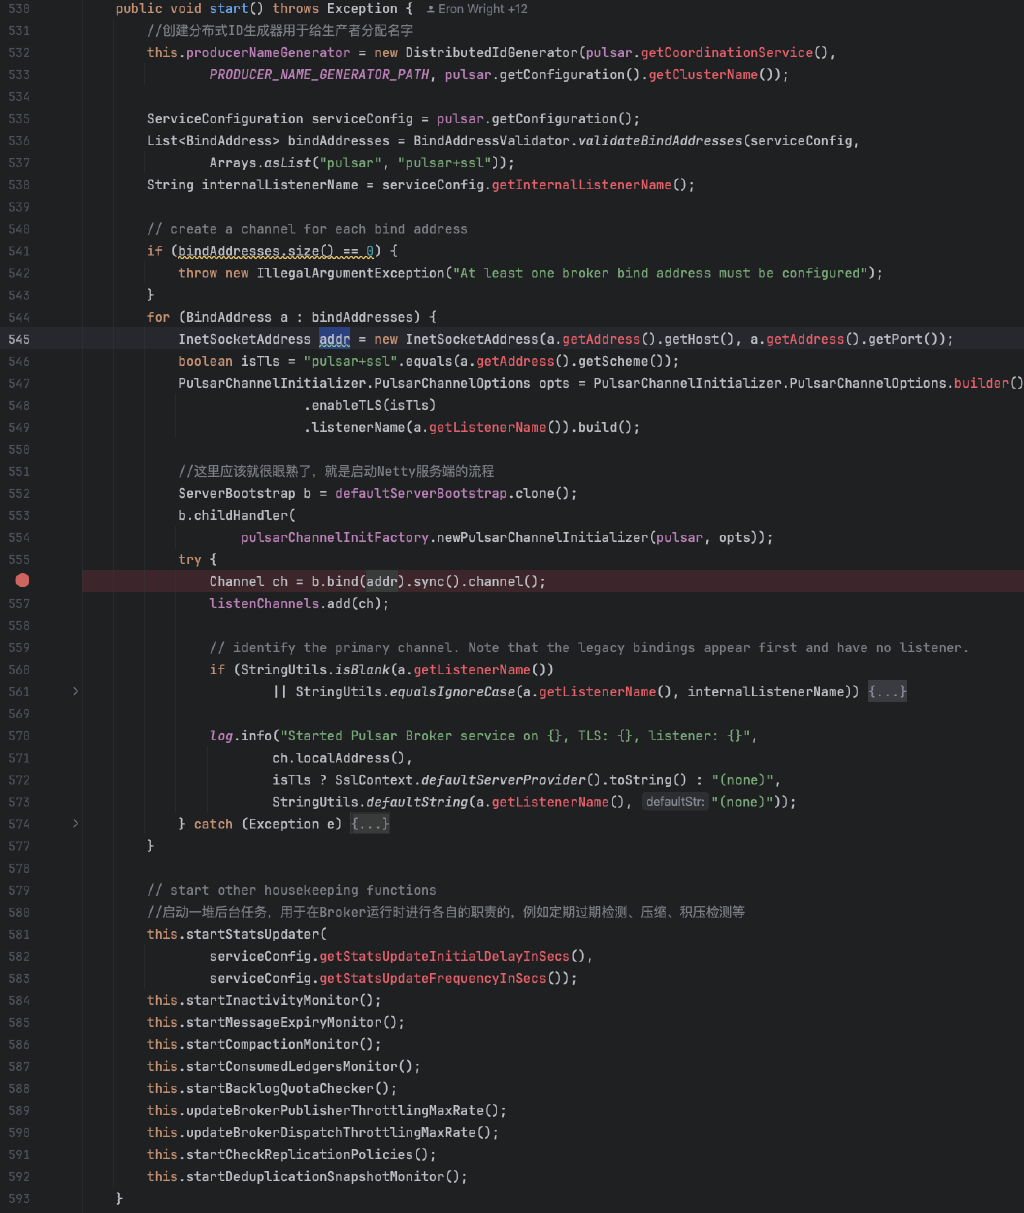 530 public void start() throws Exception { Eron Wright +12
531 //创建分布式ID生成器用于给生产者分配名字
532 this.producerNameGenerator = new DistributedIdGenerator(pulsar.getCoordinationService(),
533 PRODUCER_NAME_GENERATOR_PATH, pulsar.getConfiguration().getClusterName());
534
535 ServiceConfiguration serviceConfig = pulsar.getConfiguration();
536 List<BindAddress> bindAddresses = BindAddressValidator.validateBindAddresses(serviceConfig,
537 Arrays.asList("pulsar", "pulsar+ssl"));
538 String internalListenerName = serviceConfig.getInternalListenerName();
539
540 // create a channel for each bind address
541 if (bindAddresses.size() == 0) {
542 throw new IllegalArgumentException("At least one broker bind address must be configured");
543 }
544 for (BindAddress a : bindAddresses) {
545 InetSocketAddress addr = new InetSocketAddress(a.getAddress().getHost(), a.getAddress().getPort());
546 boolean isTls = "pulsar+ssl".equals(a.getAddress().getScheme());
547 PulsarChannelInitializer.PulsarChannelOptions opts = PulsarChannelInitializer.PulsarChannelOptions.builder()
548 .enableTLS(isTls)
549 .listenerName(a.getListenerName()).build();
550
551 //这里应该就很眼熟了，就是启动Netty服务端的流程
552 ServerBootstrap b = defaultServerBootstrap.clone();
553 b.childHandler(
554 pulsarChannelInitFactory.newPulsarChannelInitializer(pulsar, opts));
555 try {
Channel ch = b.bind(addr).sync().channel();
557 listenChannels.add(ch);
558
559 // identify the primary channel. Note that the legacy bindings appear first and have no listener.
560 if (StringUtils.isBlank(a.getListenerName())
561 || StringUtils.equalsIgnoreCase(a.getListenerName(), internalListenerName)) {...}
569
570 log.info("Started Pulsar Broker service on {}, TLS: {}, listener: {}",
571 ch.localAddress(),
572 isTls ? SslContext.defaultServerProvider().toString() : "(none)",
573 StringUtils.defaultString(a.getListenerName(), defaultStr: "(none)"));
574 } catch (Exception e) {...}
577 }
578
579 // start other housekeeping functions
580 //启动一堆后台任务，用于在Broker运行时进行各自的职责的，例如定期过期检测、压缩、积压检测等
581 this.startStatsUpdater(
582 serviceConfig.getStatsUpdateInitialDelayInSecs(),
583 serviceConfig.getStatsUpdateFrequencyInSecs());
584 this.startInactivityMonitor();
585 this.startMessageExpiryMonitor();
586 this.startCompactionMonitor();
587 this.startConsumedLedgersMonitor();
588 this.startBacklogQuotaChecker();
589 this.updateBrokerPublisherThrottlingMaxRate();
590 this.updateBrokerDispatchThrottlingMaxRate();
591 this.startCheckReplicationPolicies();
592 this.startDeduplicationSnapshotMonitor();
593 }